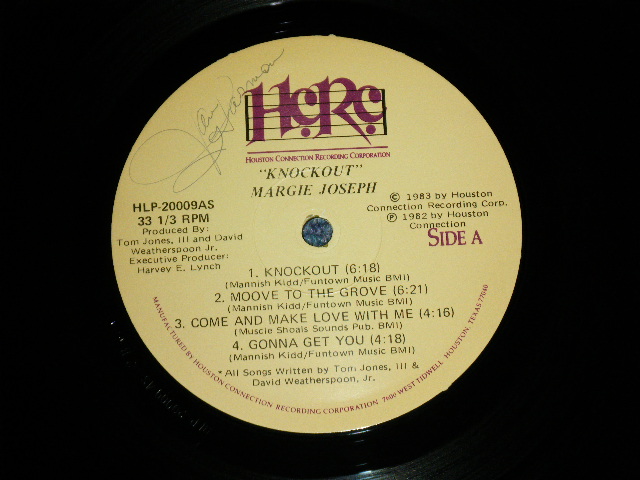 HCRC
HOUSTON CONNECTION RECORDING CORPORATION
"KNOCKOUT"
MARGIE JOSEPH
HLP-20009AS
33 1/3 RPM
Produced By:
Tom Jones, III and David
Weatherspoon Jr.
Executive Producer:
Harvey E. Lynch
© 1983 by Houston
Connection Recording Corp.
℗ 1982 by Houston
Connection
SIDE A
1. KNOCKOUT (6:18)
(Mannish Kidd/Funtown Music BMI)
2. MOOVE TO THE GROVE (6:21)
(Mannish Kidd/Funtown Music BMI)
3. COME AND MAKE LOVE WITH ME (4:16)
(Muscle Shoals Sounds Pub. BMI)
4. GONNA GET YOU (4:18)
(Mannish Kidd/Funtown Music BMI)
* All Songs Written by Tom Jones, III &
David Weatherspoon, Jr.
MANUFACTURED BY HOUSTON CONNECTION RECORDING CORPORATION, 7600 WEST TIDWELL HOUSTON, TEXAS 77040